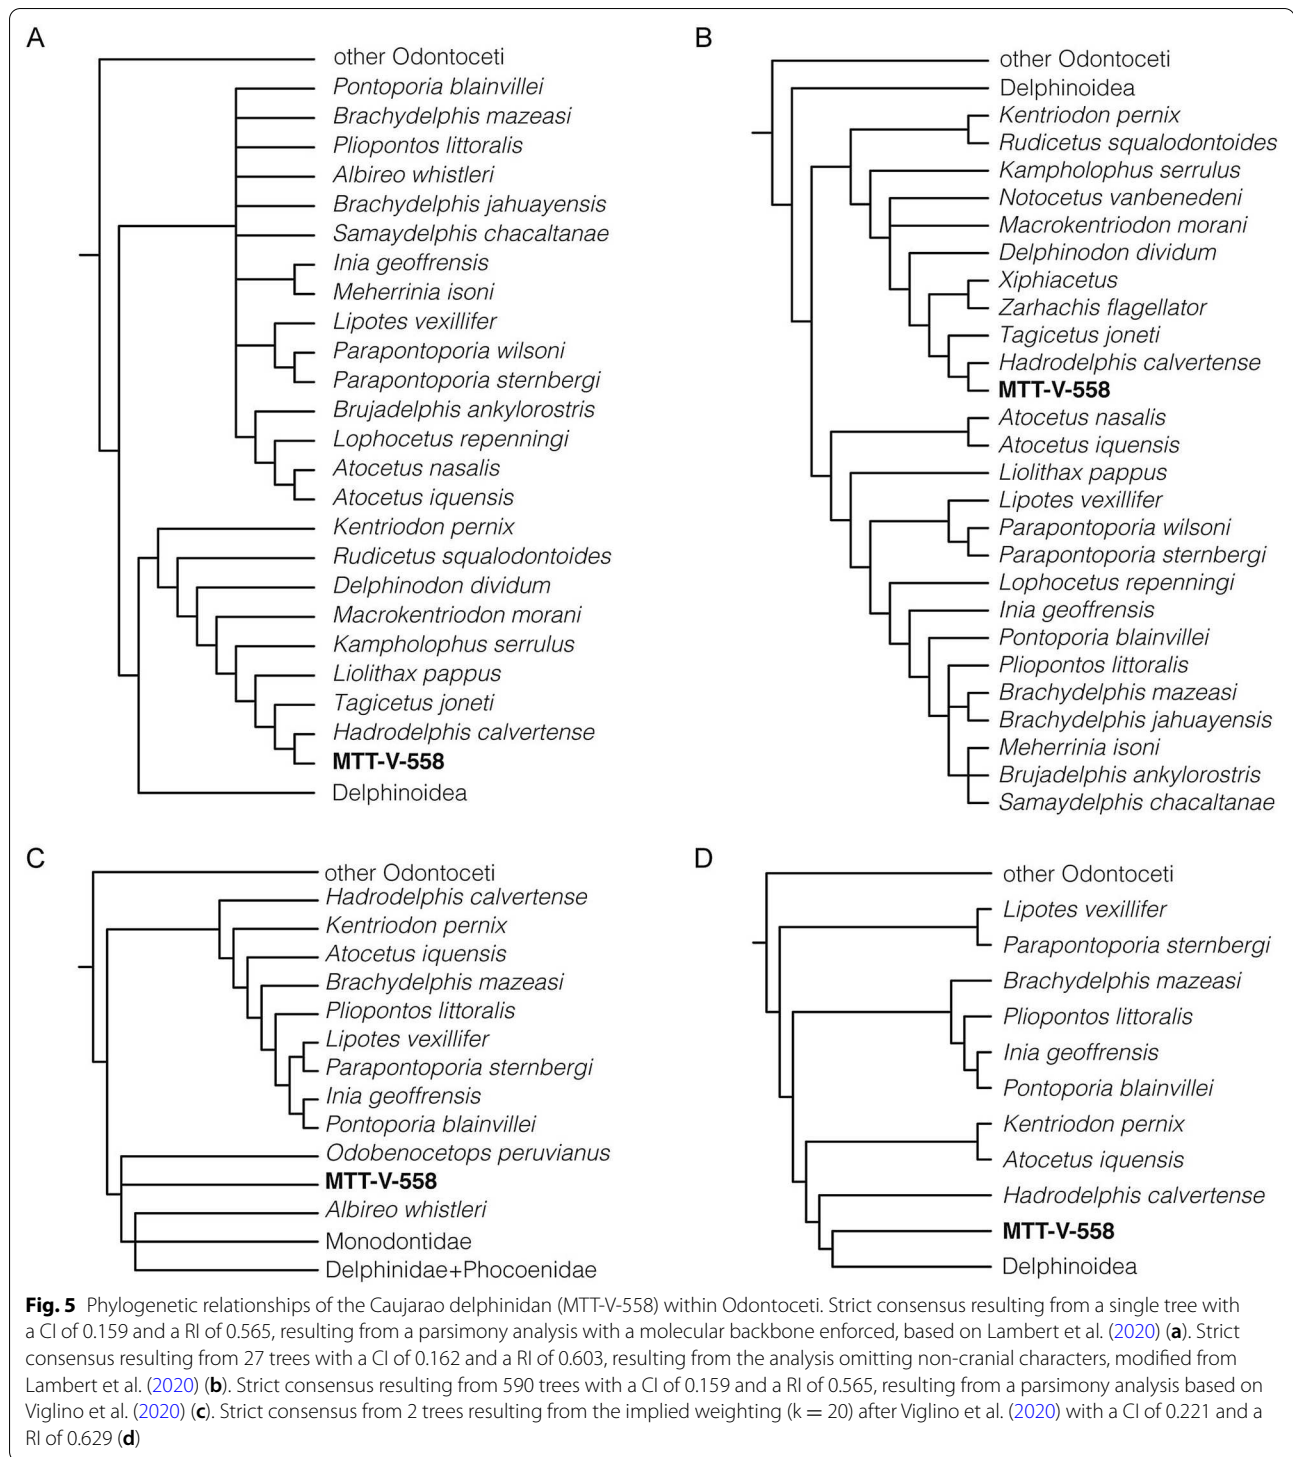 A
other Odontoceti
Pontoporia blainvillei
Brachydelphis mazeasi
Pliopontos littoralis
Albireo whistleri
Brachydelphis jahuayensis
Samaydelphis chacaltanae
Inia geoffrensis
Meherrinia isoni
Lipotes vexillifer
Parapontoporia wilsoni
Parapontoporia sternbergi
Brujadelphis ankylorostris
Lophocetus repenningi
Atocetus nasalis
Atocetus iquensis
Kentriodon pernix
Rudicetus squalodontoides
Delphinodon dividum
Macrokentriodon morani
Kampholophus serrulus
Liolithax pappus
Tagicetus joneti
Hadrodelphis calvertense
MTT-V-558
Delphinoidea
B
other Odontoceti
Delphinoidea
Kentriodon pernix
Rudicetus squalodontoides
Kampholophus serrulus
Notocetus vanbenedeni
Macrokentriodon morani
Delphinodon dividum
Xiphiacetus
Zarhachis flagellator
Tagicetus joneti
Hadrodelphis calvertense
MTT-V-558
Atocetus nasalis
Atocetus iquensis
Liolithax pappus
Lipotes vexillifer
Parapontoporia wilsoni
Parapontoporia sternbergi
Lophocetus repenningi
Inia geoffrensis
Pontoporia blainvillei
Pliopontos littoralis
Brachydelphis mazeasi
Brachydelphis jahuayensis
Meherrinia isoni
Brujadelphis ankylorostris
Samaydelphis chacaltanae
C
other Odontoceti
Hadrodelphis calvertense
Kentriodon pernix
Atocetus iquensis
Brachydelphis mazeasi
Pliopontos littoralis
Lipotes vexillifer
Parapontoporia sternbergi
Inia geoffrensis
Pontoporia blainvillei
Odobenocetops peruvianus
MTT-V-558
Albireo whistleri
Monodontidae
Delphinidae+Phocoenidae
D
other Odontoceti
Lipotes vexillifer
Parapontoporia sternbergi
Brachydelphis mazeasi
Pliopontos littoralis
Inia geoffrensis
Pontoporia blainvillei
Kentriodon pernix
Atocetus iquensis
Hadrodelphis calvertense
MTT-V-558
Delphinoidea
Fig. 5 Phylogenetic relationships of the Caujarao delphinidan (MTT-V-558) within Odontoceti. Strict consensus resulting from a single tree with
a CI of 0.159 and a RI of 0.565, resulting from a parsimony analysis with a molecular backbone enforced, based on Lambert et al. (2020) (a). Strict
consensus resulting from 27 trees with a CI of 0.162 and a RI of 0.603, resulting from the analysis omitting non-cranial characters, modified from
Lambert et al. (2020) (b). Strict consensus resulting from 590 trees with a CI of 0.159 and a RI of 0.565, resulting from a parsimony analysis based on
Viglino et al. (2020) (c). Strict consensus from 2 trees resulting from the implied weighting (k = 20) after Viglino et al. (2020) with a CI of 0.221 and a
RI of 0.629 (d)